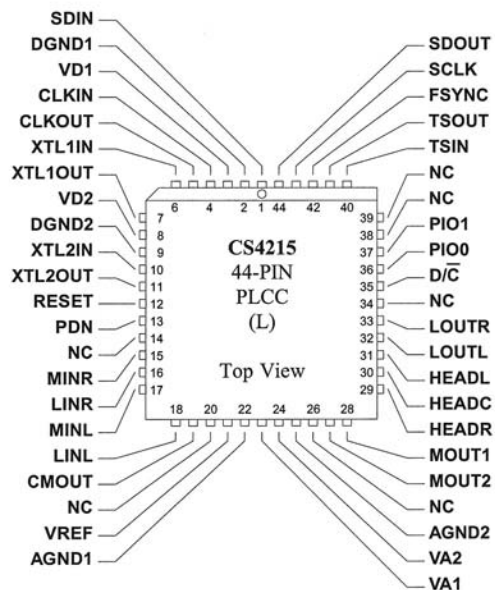 SDIN
DGND1
VD1
CLKIN
CLKOUT
XTL1IN
XTL1OUT
VD2
DGND2
XTL2IN
XTL2OUT
RESET
PDN
NC
MINR
LINR
MINL
LINL
CMOUT
NC
VREF
AGND1
SDOUT
SCLK
FSYNC
TSOUT
TSIN
NC
NC
PIO1
PIO0
D/C̅
NC
LOUTR
LOUTL
HEADL
HEADC
HEADR
MOUT1
MOUT2
NC
AGND2
VA2
VA1
6 4 2 1 44 42 40
7
8
9
10
11
12
13
14
15
16
17
39
38
37
36
35
34
33
32
31
30
29
18 20 22 24 26 28
CS4215
44-PIN
PLCC
(L)
Top View